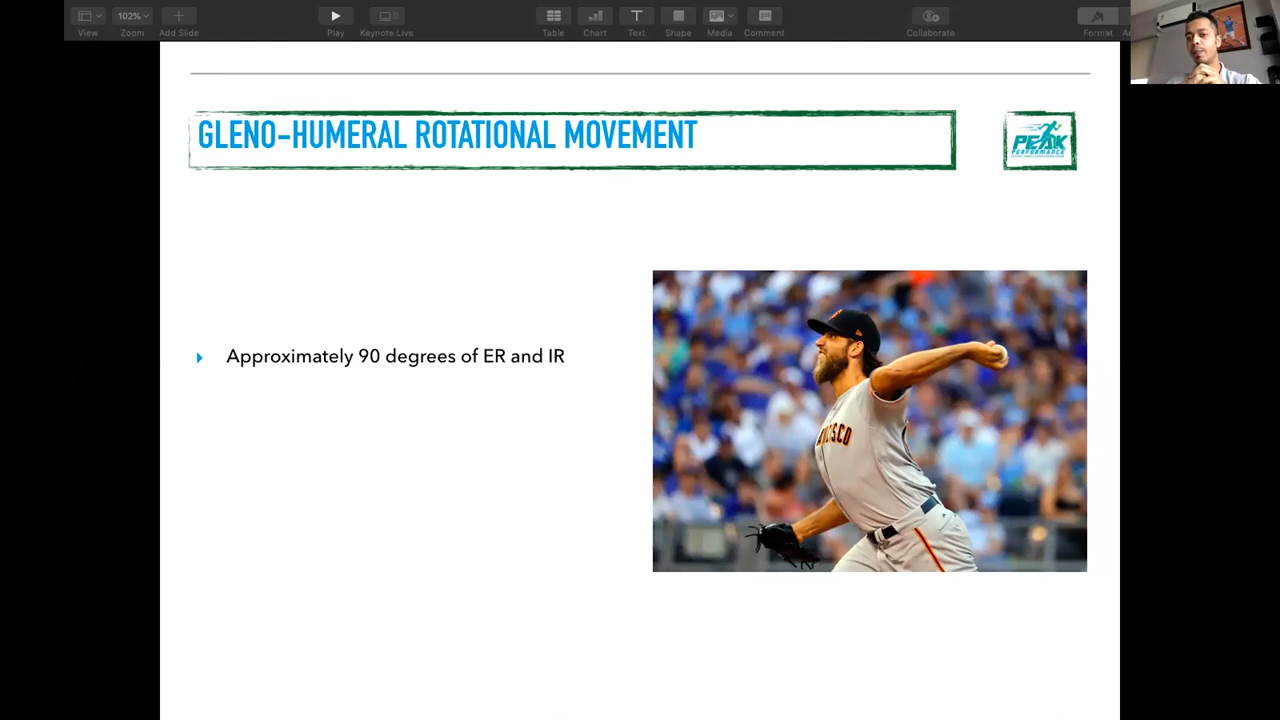 View
102%
Zoom
Add Slide
Play
Keynote Live
Table
Chart
Text
Shape
Media
Comment
Collaborate
Format
GLENO-HUMERAL ROTATIONAL MOVEMENT
PEAK
PERFORMANCE
Approximately 90 degrees of ER and IR